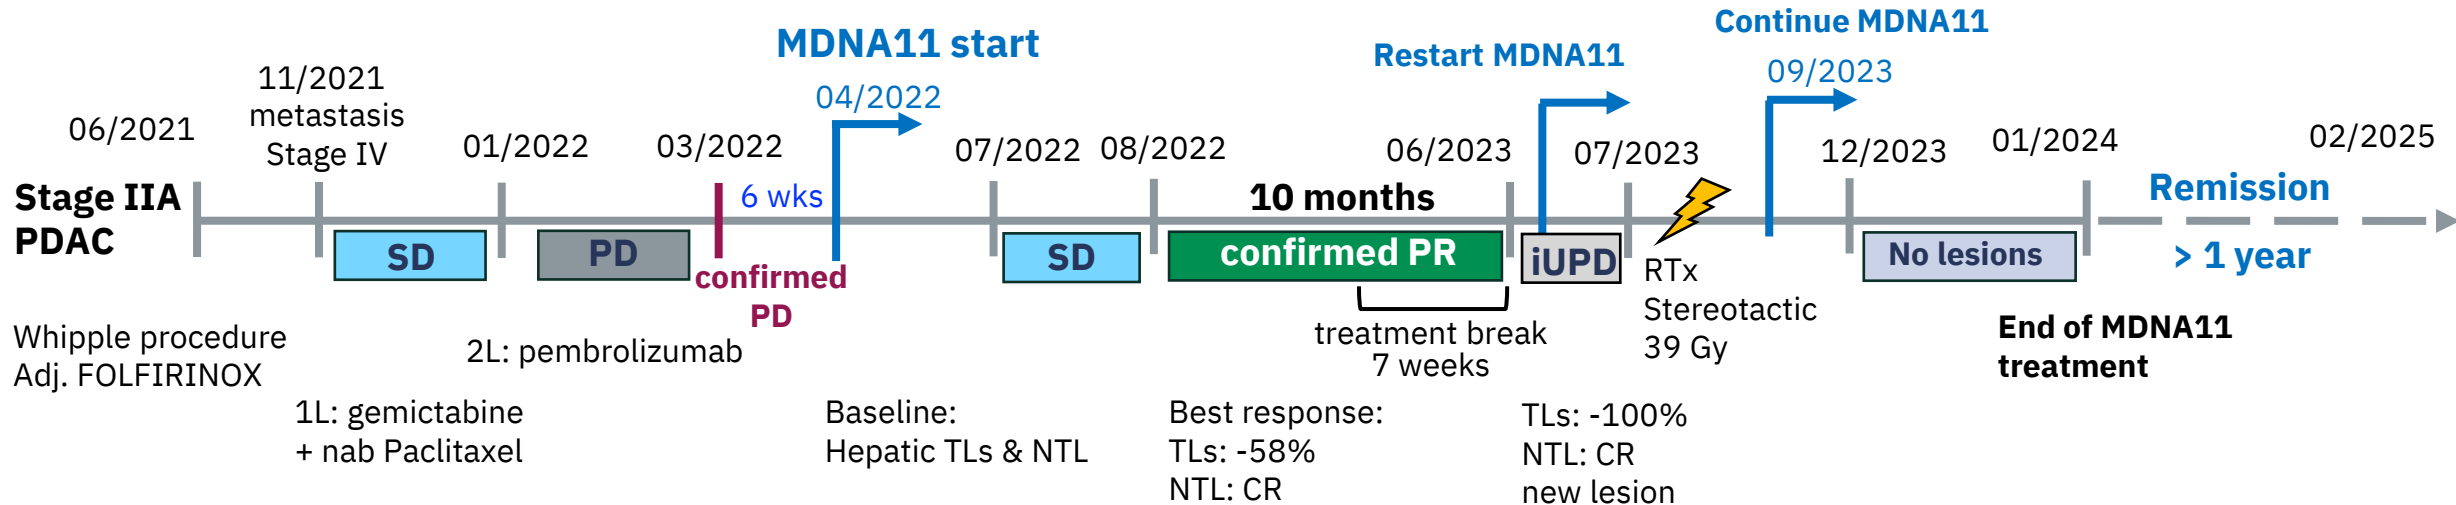 MDNA11 start
04/2022
Restart MDNA11
Continue MDNA11
09/2023
06/2021
11/2021
metastasis
Stage IV
01/2022
03/2022
07/2022
08/2022
06/2023
07/2023
12/2023
01/2024
02/2025
Stage IIA
PDAC
6 wks
10 months
Remission
> 1 year
SD
PD
confirmed
PD
SD
confirmed PR
iUPD
No lesions
RTx
Stereotactic
39 Gy
treatment break
7 weeks
End of MDNA11
treatment
Whipple procedure
Adj. FOLFIRINOX
2L: pembrolizumab
1L: gemictabine
+ nab Paclitaxel
Baseline:
Hepatic TLs & NTL
Best response:
TLs: -58%
NTL: CR
TLs: -100%
NTL: CR
new lesion